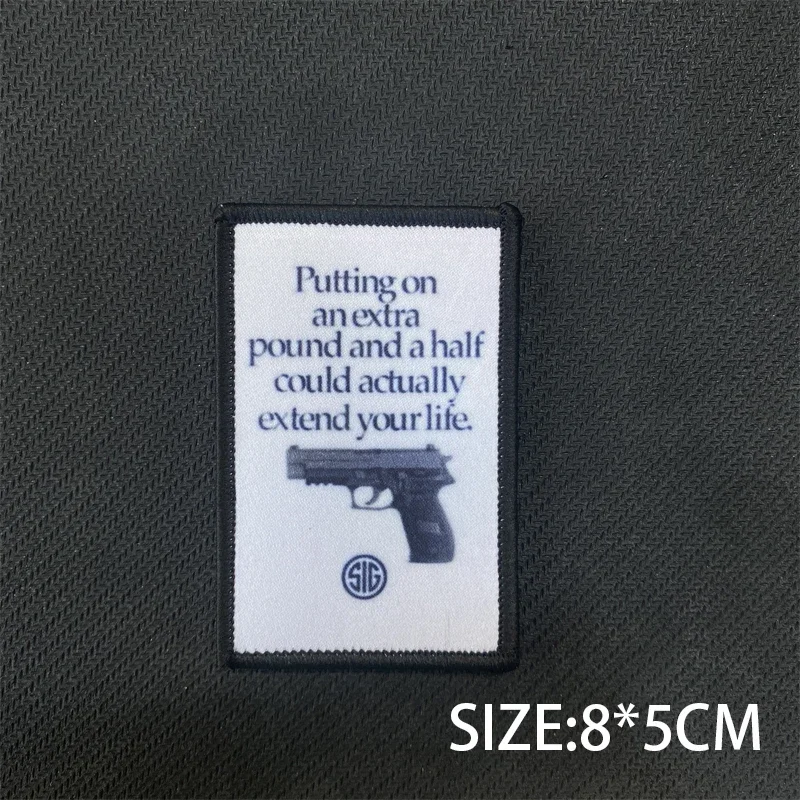 Putting on
an extra
pound and a half
could actually
extend your life.
SIG
SIZE:8*5CM